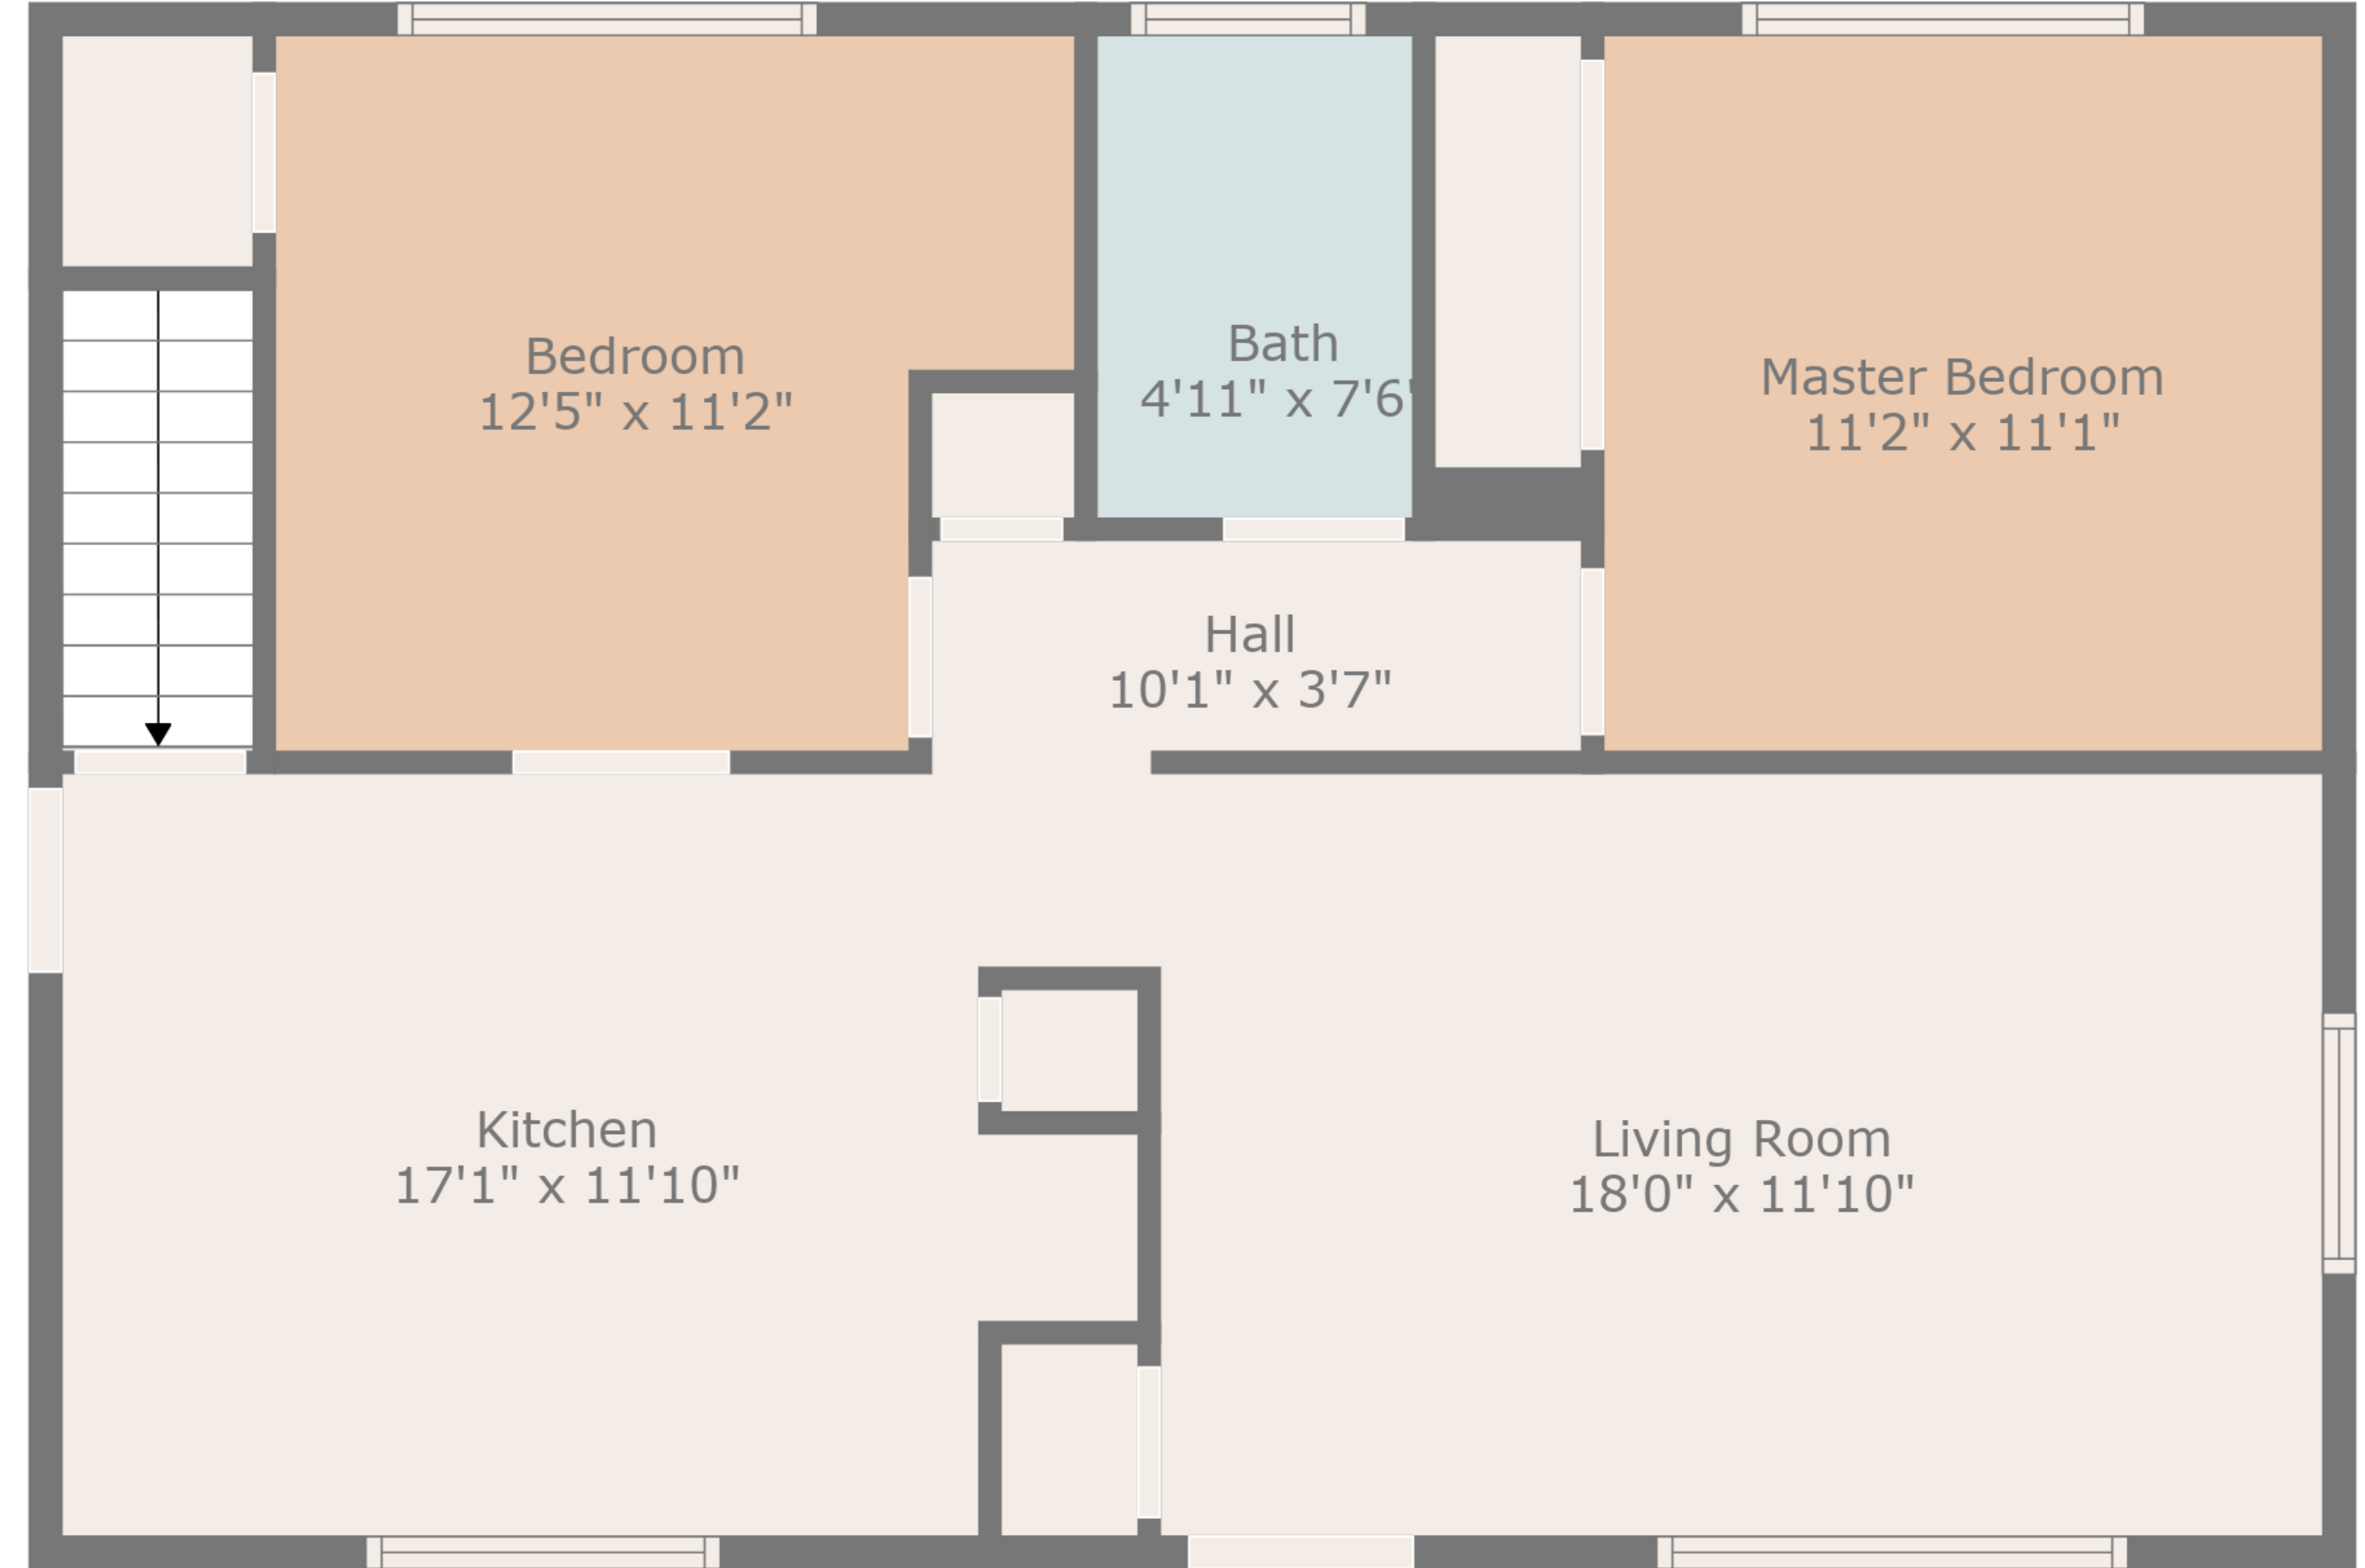 Bedroom
12'5" x 11'2"
Bath
4'11" x 7'6'
Master Bedroom
11'2" x 11'1"
Hall
10'1" x 3'7"
Kitchen
17'1" x 11'10"
Living Room
18'0" x 11'10"